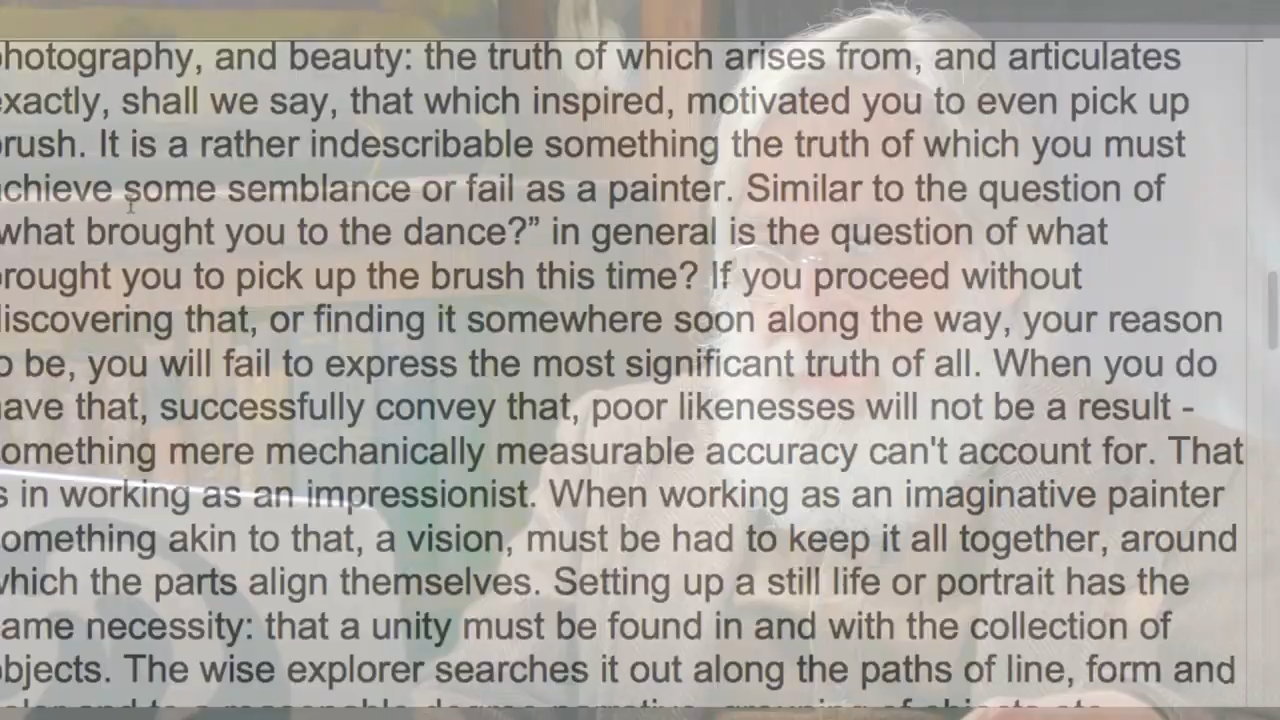 photography, and beauty: the truth of which arises from, and articulates
exactly, shall we say, that which inspired, motivated you to even pick up
brush. It is a rather indescribable something the truth of which you must
achieve some semblance or fail as a painter. Similar to the question of
what brought you to the dance?” in general is the question of what
brought you to pick up the brush this time? If you proceed without
discovering that, or finding it somewhere soon along the way, your reason
to be, you will fail to express the most significant truth of all. When you do
have that, successfully convey that, poor likenesses will not be a result -
something mere mechanically measurable accuracy can't account for. That
is in working as an impressionist. When working as an imaginative painter
something akin to that, a vision, must be had to keep it all together, around
which the parts align themselves. Setting up a still life or portrait has the
same necessity: that a unity must be found in and with the collection of
objects. The wise explorer searches it out along the paths of line, form and